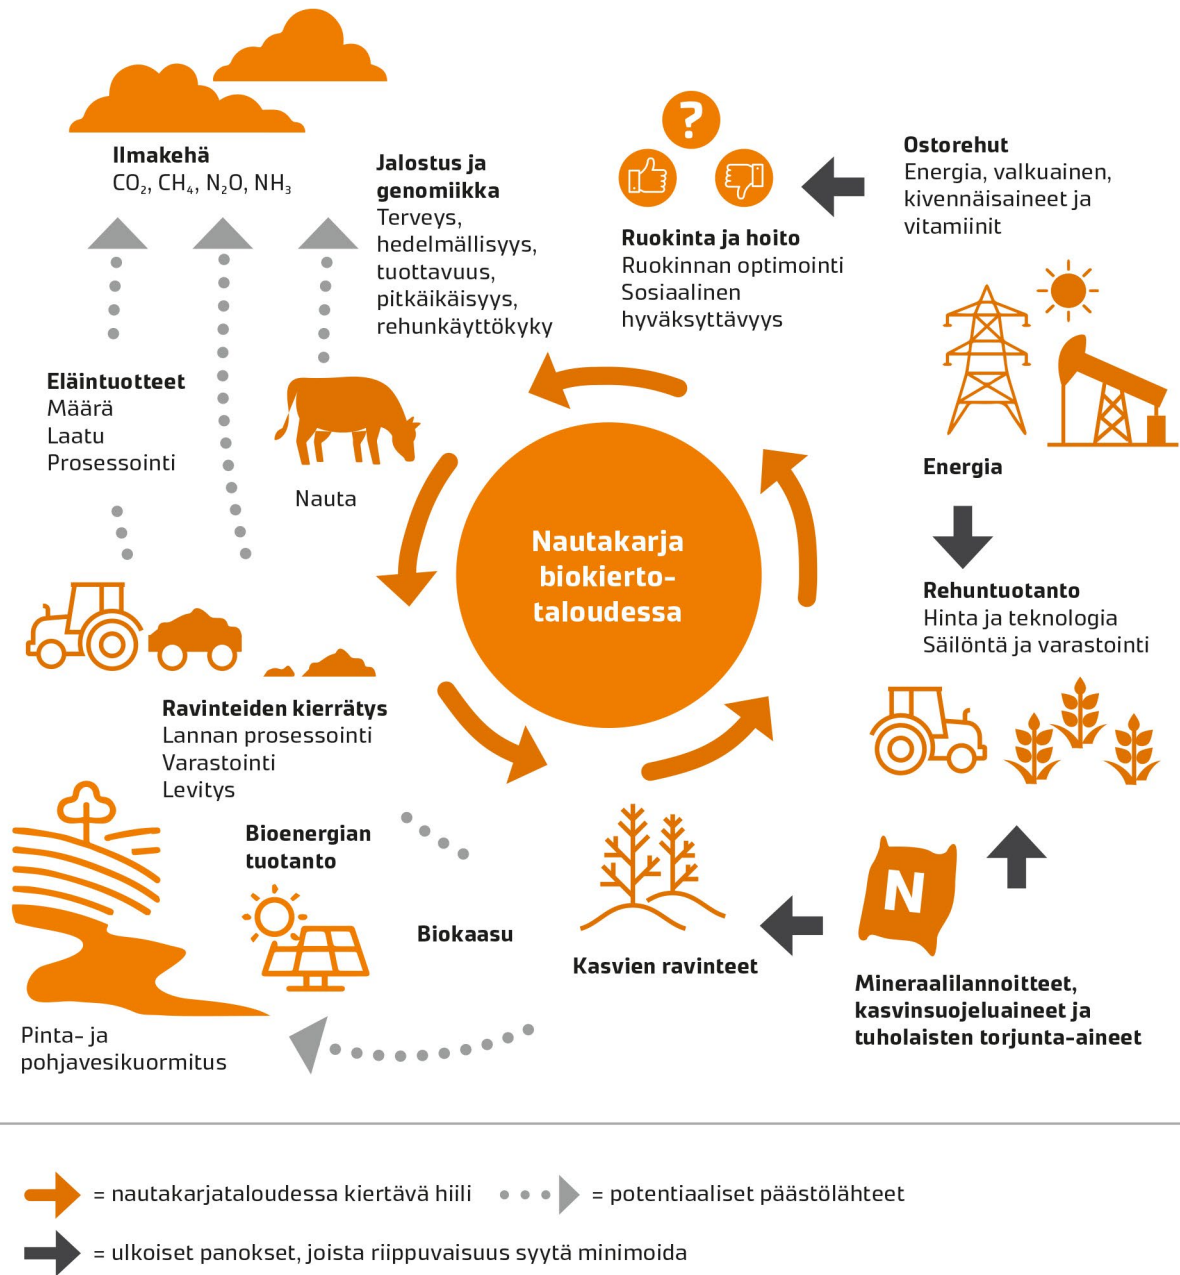 Ilmakehä
CO₂, CH₄, N₂O, NH₃
Jalostus ja
genomiikka
Terveys,
hedelmällisyys,
tuottavuus,
pitkäikäisyys,
rehunkäyttökyky
?
Ruokinta ja hoito
Ruokinnan optimointi
Sosiaalinen
hyväksyttävyys
Ostorehut
Energia, valkuainen,
kivennäisaineet ja
vitamiinit
Eläintuotteet
Määrä
Laatu
Prosessointi
Nauta
Energia
Nautakarja
biokierto-
taloudessa
Rehuntuotanto
Hinta ja teknologia
Säilöntä ja varastointi
Ravinteiden kierrätys
Lannan prosessointi
Varastointi
Levitys
Bioenergian
tuotanto
Biokaasu
Kasvien ravinteet
N
Mineraalilannoitteet,
kasvinsuojeluaineet ja
tuholaisten torjunta-aineet
Pinta- ja
pohjavesikuormitus
= nautakarjataloudessa kiertävä hiili
= potentiaaliset päästölähteet
= ulkoiset panokset, joista riippuvaisuus syytä minimoida